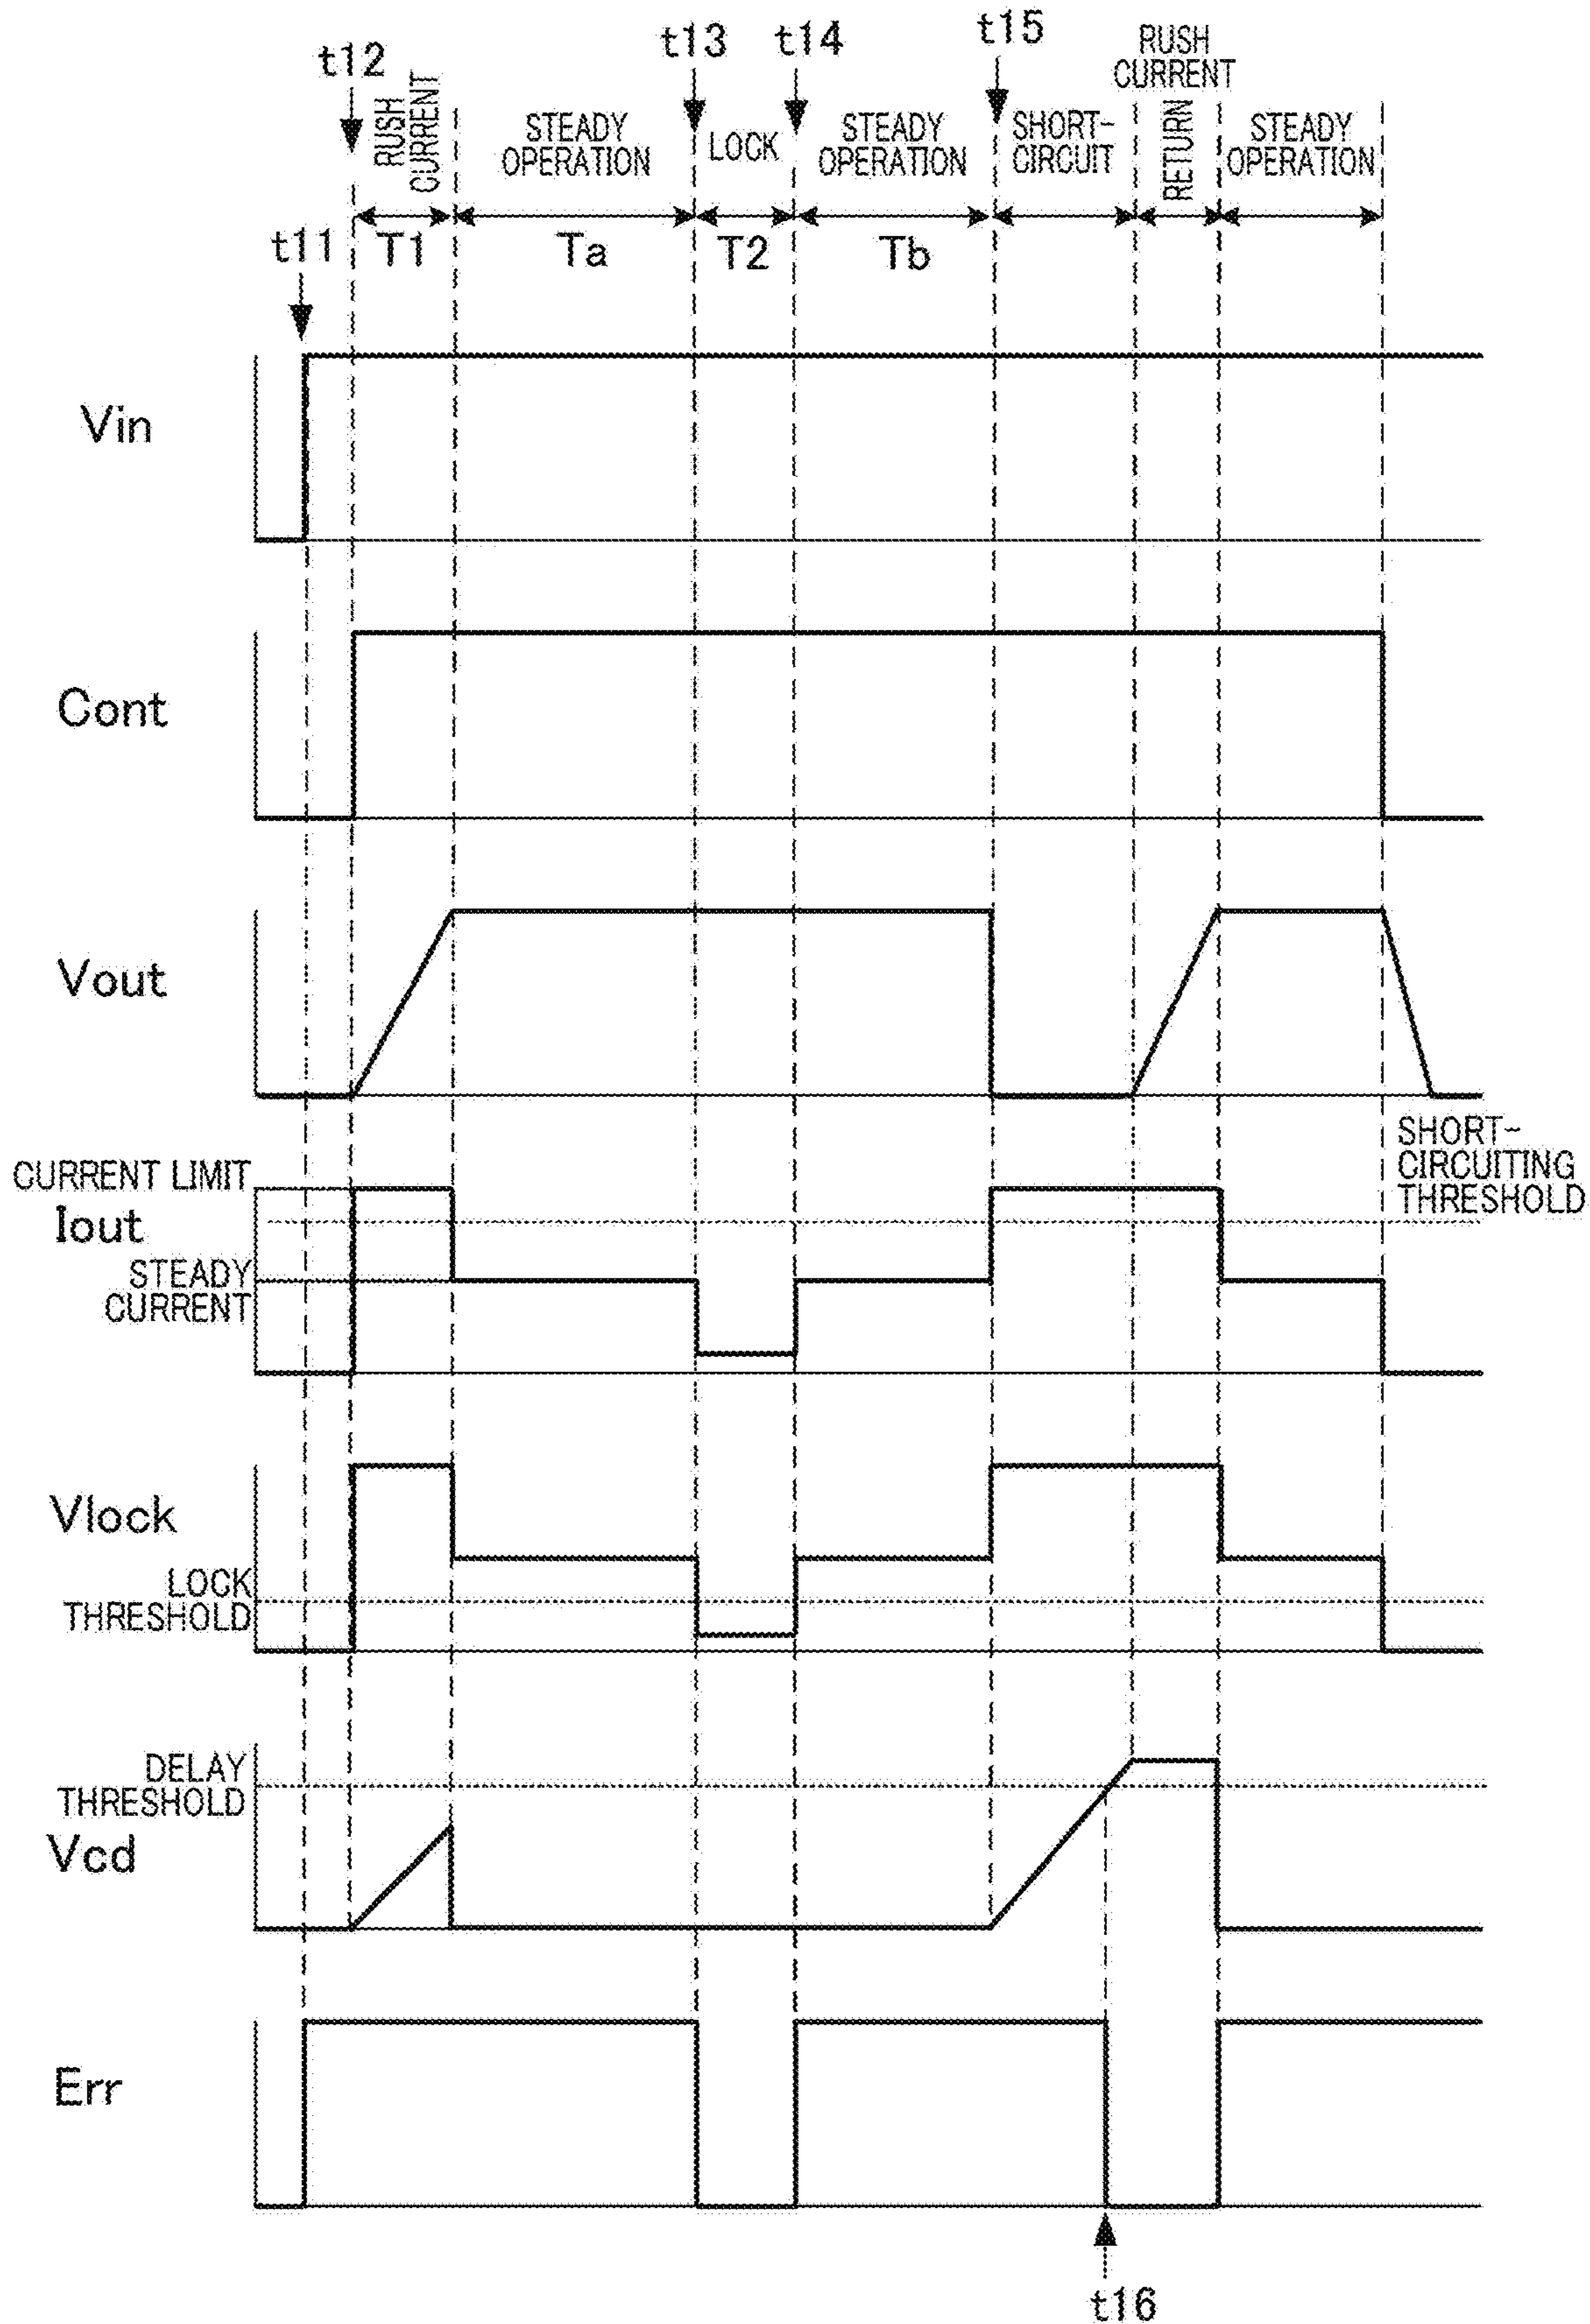 t12
t13
t14
t15
RUSH
CURRENT
RUSH
CURRENT
STEADY
OPERATION
LOCK
STEADY
OPERATION
SHORT-
CIRCUIT
RETURN
STEADY
OPERATION
t11
T1
Ta
T2
Tb
Vin
Cont
Vout
SHORT-
CIRCUITING
THRESHOLD
CURRENT LIMIT
Iout
STEADY
CURRENT
Vlock
LOCK
THRESHOLD
DELAY
THRESHOLD
Vcd
Err
t16